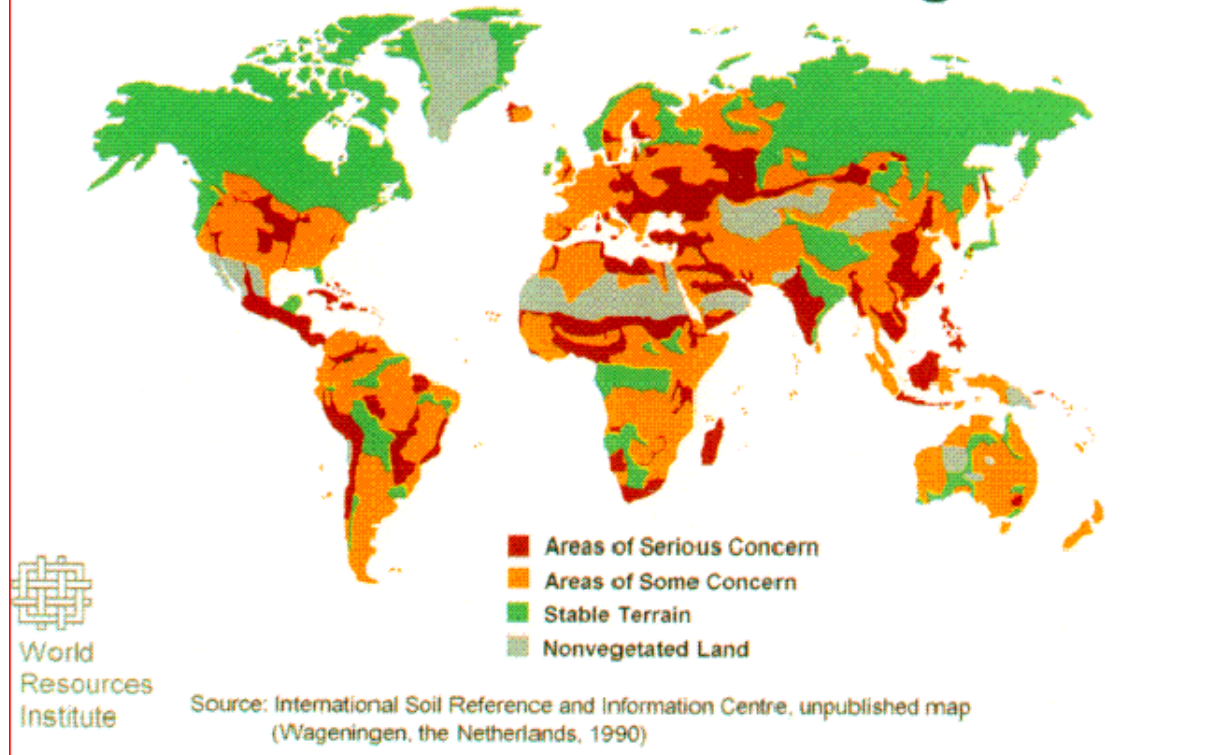 Areas of Serious Concern
Areas of Some Concern
Stable Terrain
Nonvegetated Land
World
Resources
Institute
Source: International Soil Reference and Information Centre, unpublished map
(Wageningen, the Netherlands, 1990)